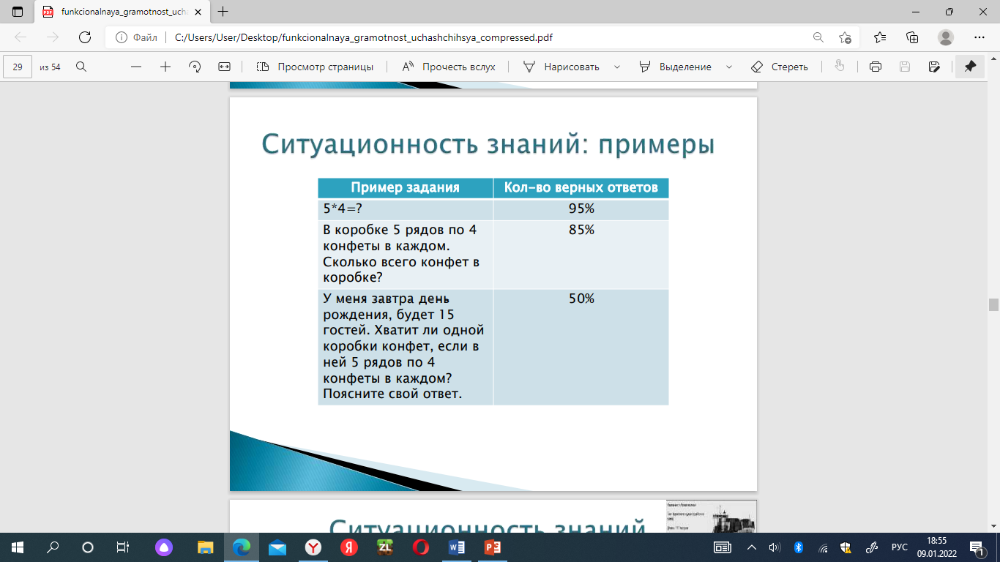 funkcionalnaya_gramotnost_ucha
Файл
C:/Users/User/Desktop/funkcionalnaya_gramotnost_uchashchihsya_compressed.pdf
29 из 54 Просмотр страницы Прочесть вслух Нарисовать Выделение Стереть
Ситуационность знаний: примеры
Пример задания Кол-во верных ответов
5*4=? 95%
В коробке 5 рядов по 4 85%
конфеты в каждом.
Сколько всего конфет в
коробке?
У меня завтра день 50%
рождения, будет 15
гостей. Хватит ли одной
коробки конфет, если в
ней 5 рядов по 4
конфеты в каждом?
Поясните свой ответ.
Ситуационность знаний
РУС
18:55
09.01.2022